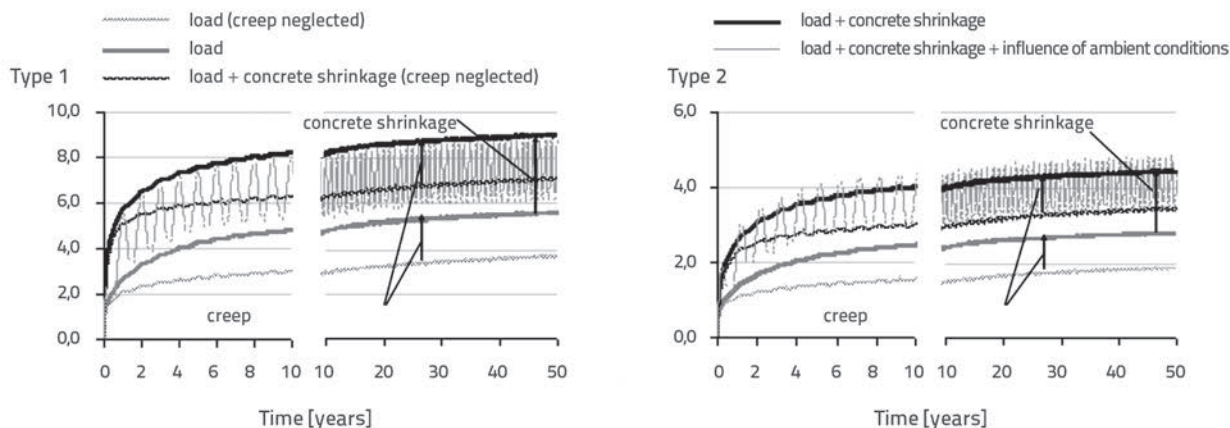 load (creep neglected)
load
load + concrete shrinkage (creep neglected)
load + concrete shrinkage
load + concrete shrinkage + influence of ambient conditions
Type 1
10,0
8,0
6,0
4,0
2,0
0,0
concrete shrinkage
creep
0 2 4 6 8 10 10 20 30 40 50
Time [years]
Type 2
6,0
4,0
2,0
0,0
concrete shrinkage
creep
0 2 4 6 8 10 10 20 30 40 50
Time [years]